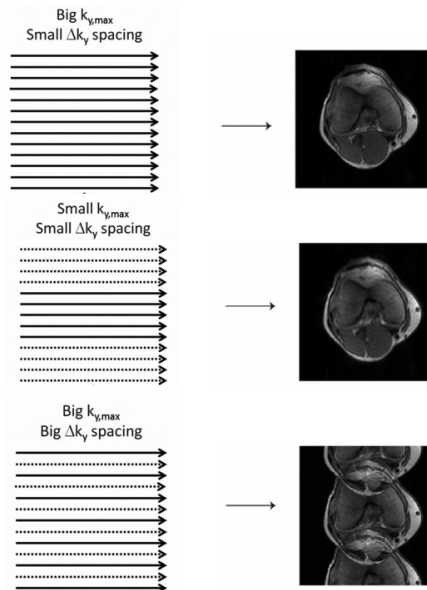 Big k_y,max
Small Δk_y spacing
Small k_y,max
Small Δk_y spacing
Big k_y,max
Big Δk_y spacing